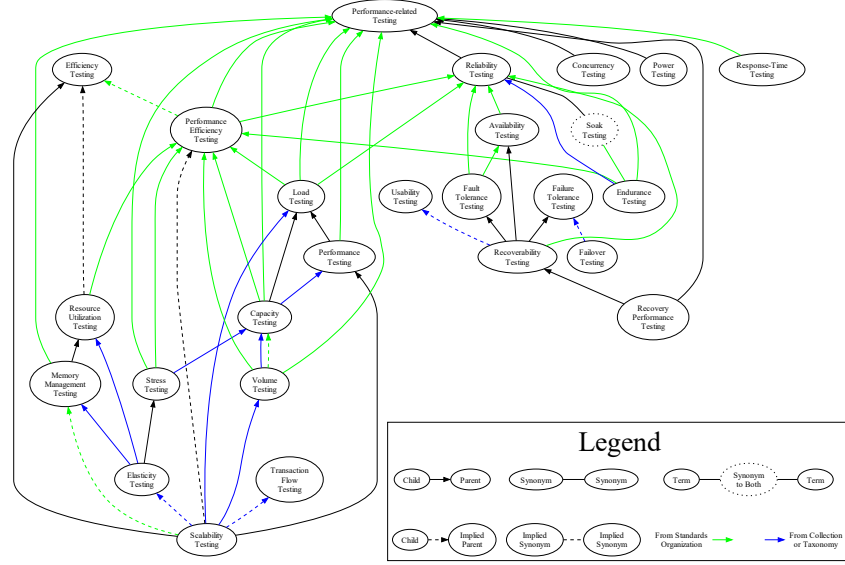 Performance-related
Testing
Efficiency
Testing
Reliability
Testing
Concurrency
Testing
Power
Testing
Response-Time
Testing
Performance
Efficiency
Testing
Availability
Testing
Soak
Testing
Load
Testing
Usability
Testing
Fault
Tolerance
Testing
Failure
Tolerance
Testing
Endurance
Testing
Performance
Testing
Recoverability
Testing
Failover
Testing
Resource
Utilization
Testing
Capacity
Testing
Recovery
Performance
Testing
Memory
Management
Testing
Stress
Testing
Volume
Testing
Elasticity
Testing
Transaction
Flow
Testing
Scalability
Testing
Legend
Child
Parent
Synonym
Synonym
Term
Synonym
to Both
Term
Child
Implied
Parent
Implied
Synonym
Implied
Synonym
From Standards
Organization
From Collection
or Taxonomy